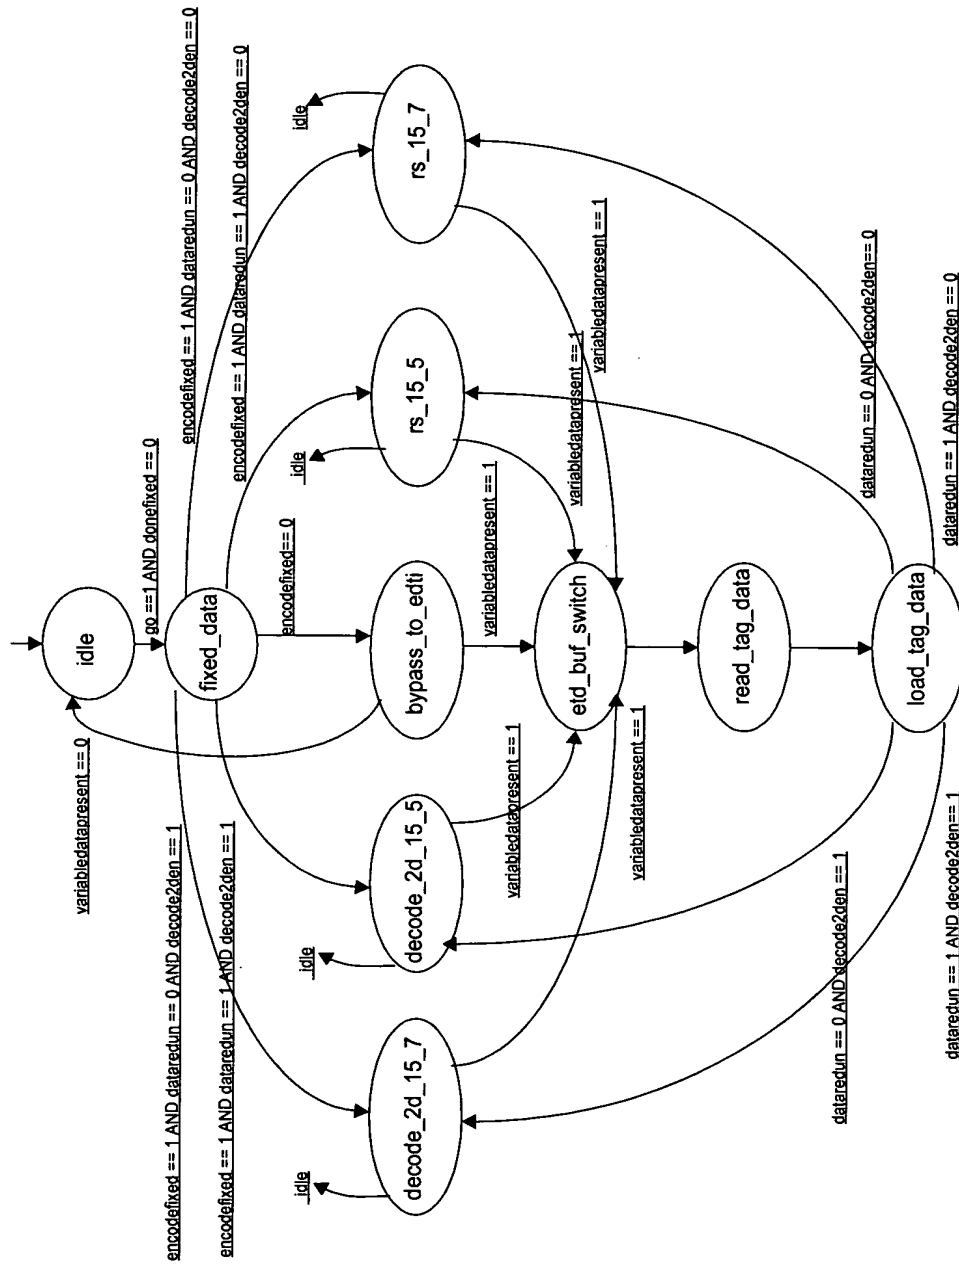 variabledatapresent == 0
idle
go ==1 AND donefixed == 0
encodefixed == 1 AND dataredun == 0 AND decode2den == 1
encodefixed == 1 AND dataredun == 0 AND decode2den == 0
fixed_data
encodefixed == 1 AND dataredun == 1 AND decode2den == 1
encodefixed == 1 AND dataredun == 1 AND decode2den == 0
encodefixed== 0
idle
idle
idle
idle
decode_2d_15_7
decode_2d_15_5
bypass_to_edti
rs_15_5
rs_15_7
variabledatapresent == 1
variabledatapresent == 1
variabledatapresent == 1
variabledatapresent == 1
etd_buf_switch
variabledatapresent == 1
read_tag_data
dataredun == 0 AND decode2den == 1
dataredun == 0 AND decode2den== 0
load_tag_data
dataredun == 1 AND decode2den== 1
dataredun == 1 AND decode2den == 0